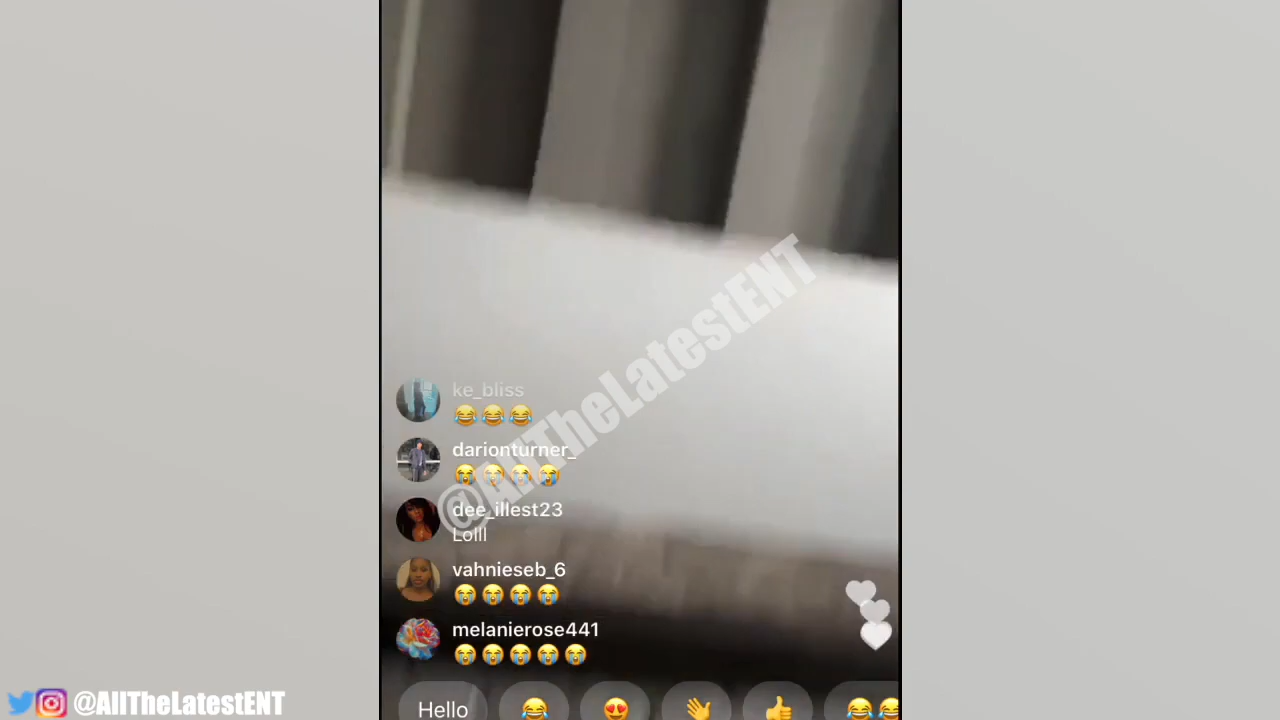 @AllTheLatestENT
ke_bliss
😂😂😂
darionturner_
😭😭😭😭
dee_illest23
Lolll
vahnieseb_6
😭😭😭😭
melanierose441
😭😭😭😭😭
Hello 😂 😍 👋 👍 😂😂
@AllTheLatestENT